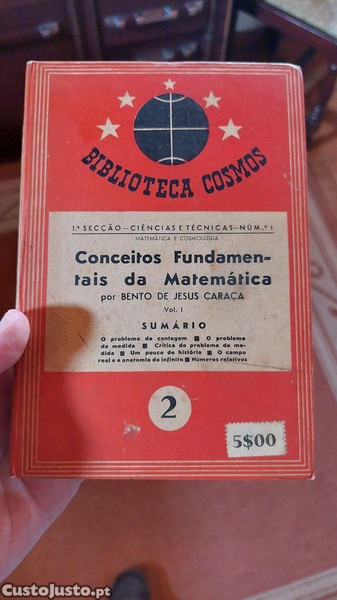 BIBLIOTECA COSMOS
1.ª SECÇÃO—CIÊNCIAS E TÉCNICAS—NÚM.º 1
MATEMÁTICA E COSMOLOGIA
Conceitos Fundamen-
tais da Matemática
por BENTO DE JESUS CARAÇA
Vol. I
SUMÁRIO
O problema da contagem ■ O problema
da medida ■ Crítica do problema da me-
dida ■ Um pouco de história ■ O campo
real e a anatomia do infinito ■ Números relativos
2
5$00
CustoJusto.pt